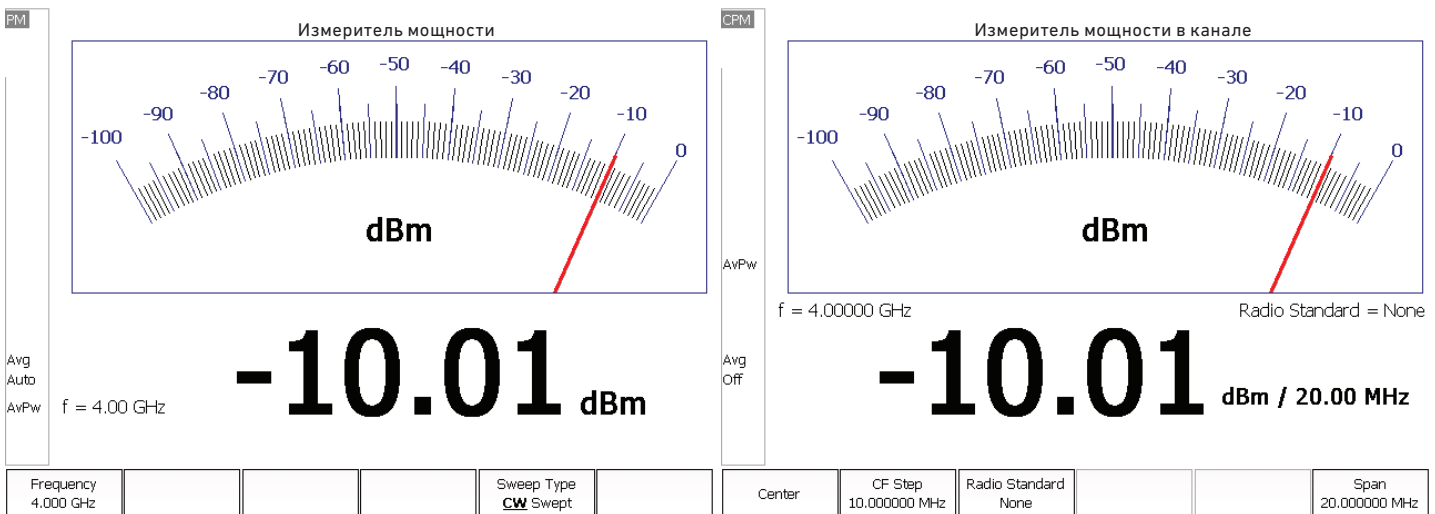 PM
Измеритель мощности
-100
-90
-80
-70
-60
-50
-40
-30
-20
-10
0
dBm
Avg
Auto
AvPw
f = 4.00 GHz
-10.01 dBm
Frequency
4.000 GHz
Sweep Type
CW Swept
CPM
Измеритель мощности в канале
-100
-90
-80
-70
-60
-50
-40
-30
-20
-10
0
dBm
AvPw
f = 4.00000 GHz
Radio Standard = None
Avg
Off
-10.01 dBm / 20.00 MHz
Center
CF Step
10.000000 MHz
Radio Standard
None
Span
20.000000 MHz